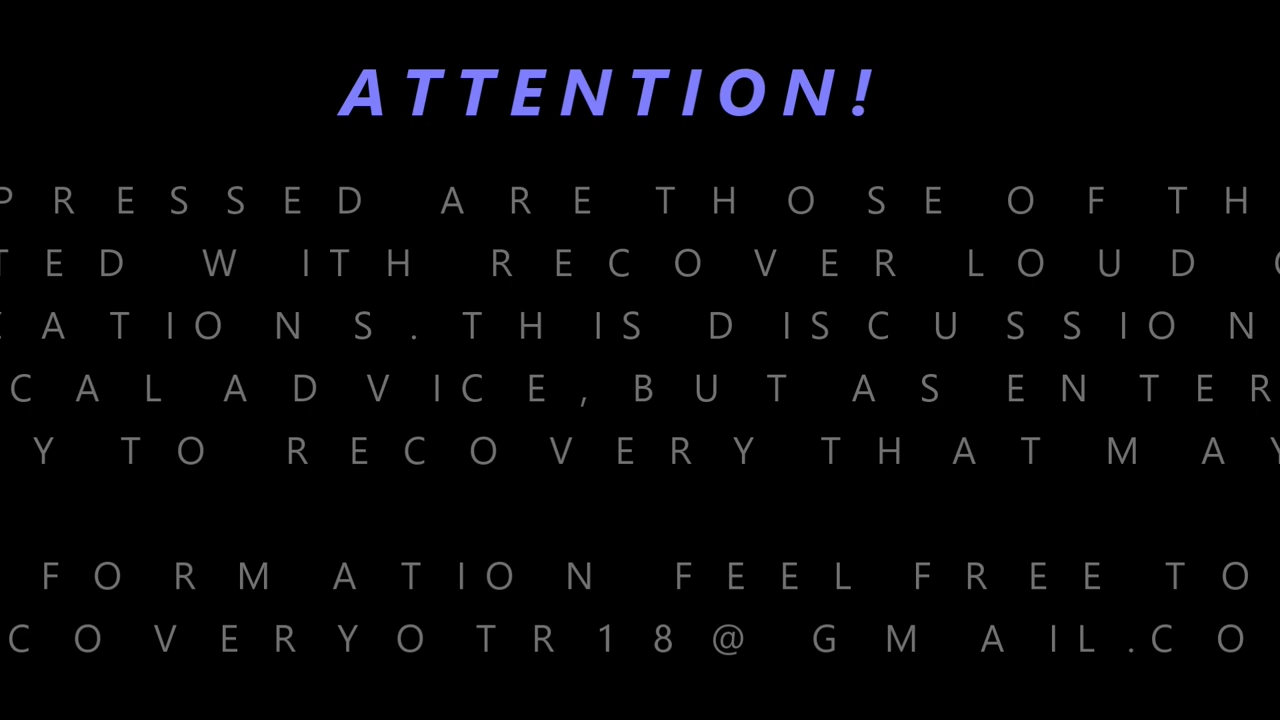 ATTENTION!
PRESSED ARE THOSE OF TH
TED WITH RECOVER LOUD
ATIONS. THIS DISCUSSION
CAL ADVICE, BUT AS ENTER
Y TO RECOVERY THAT MAY
FORMATION FEEL FREE TO
COVERYOTR18@GMAIL.CO